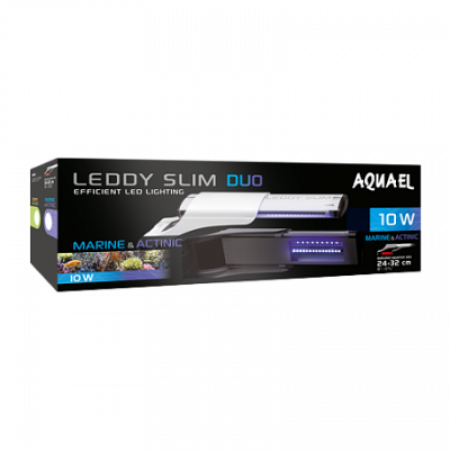 LEDDY SLIM DUO
EFFICIENT LED LIGHTING
AQUAEL
10 W
MARINE & ACTINIC
MARINE & ACTINIC
24-32 cm
10 W